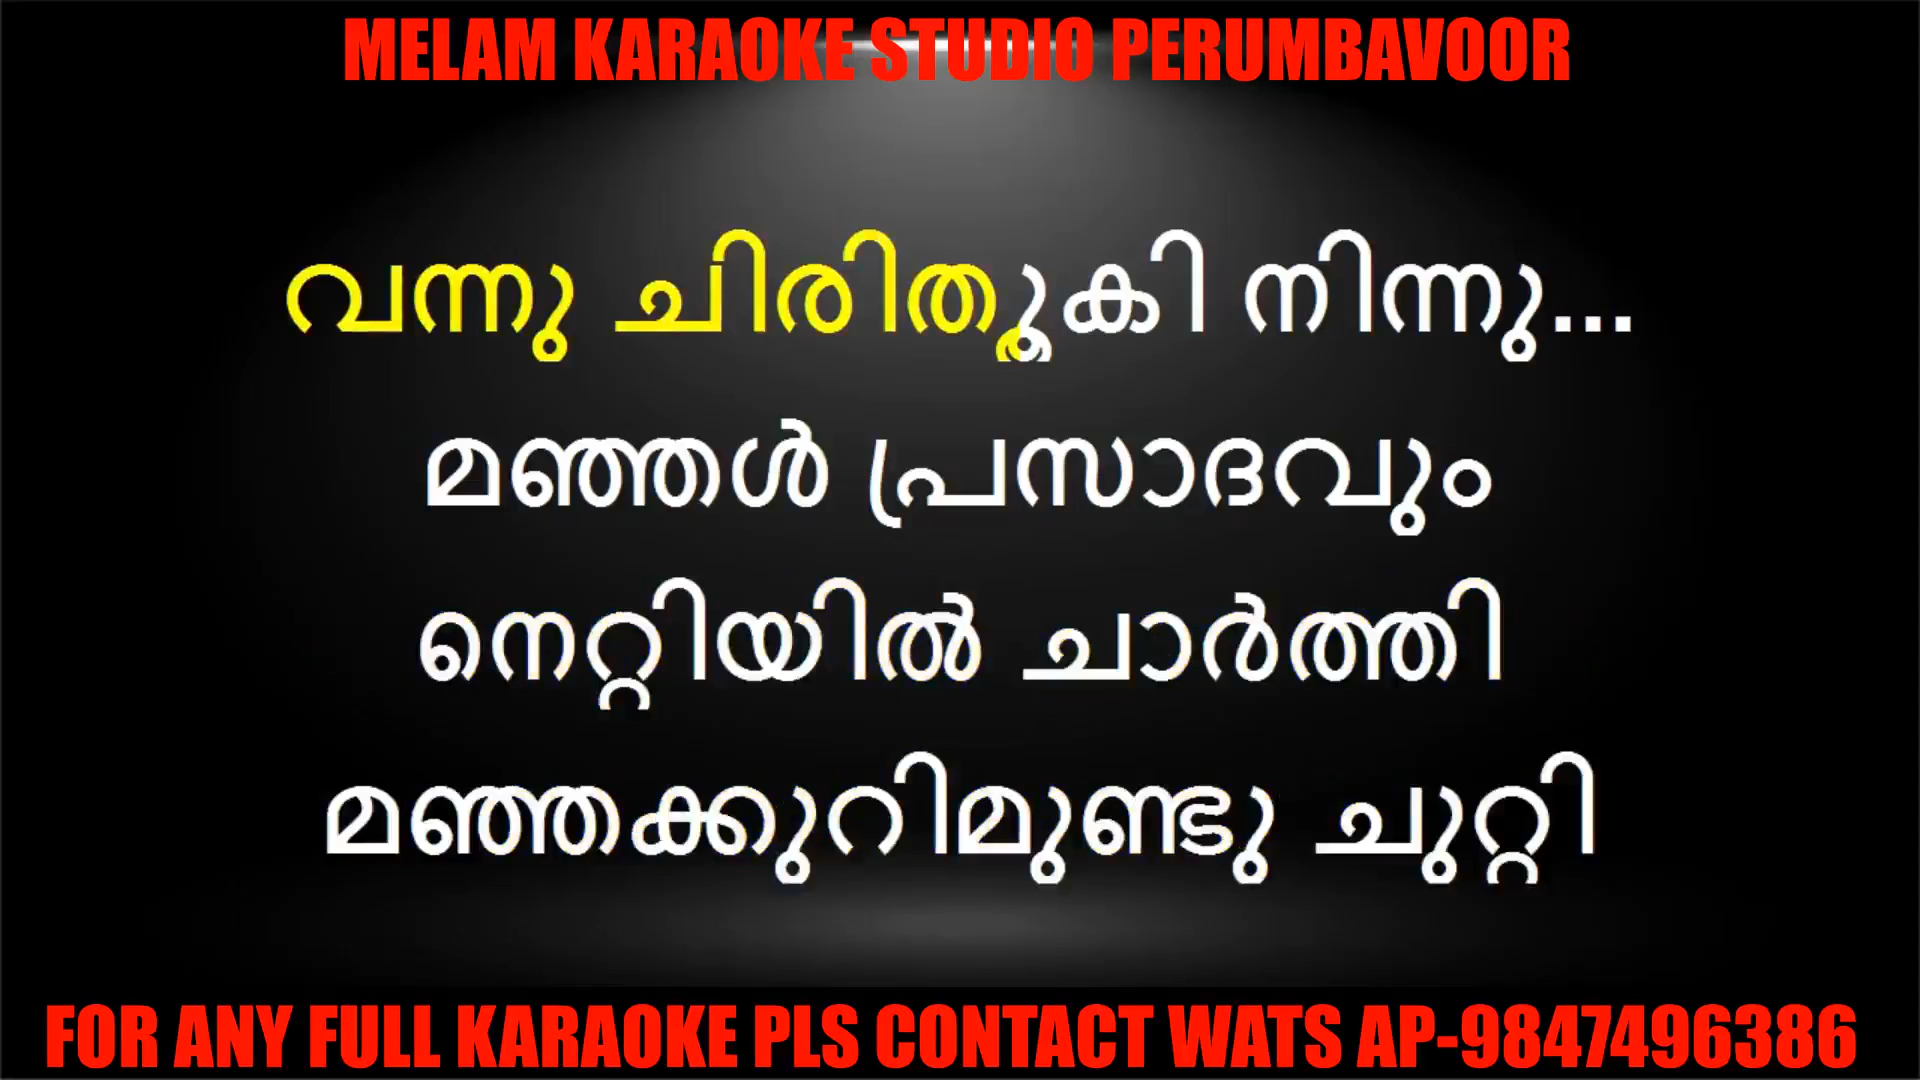 MELAM KARAOKE STUDIO PERUMBAVOOR
വന്നു ചിരിതൂകി നിന്നു...
മഞ്ഞൾ പ്രസാദവും
നെറ്റിയിൽ ചാർത്തി
മഞ്ഞക്കുറിമുണ്ടു ചുറ്റി
FOR ANY FULL KARAOKE PLS CONTACT WATS AP-9847496386